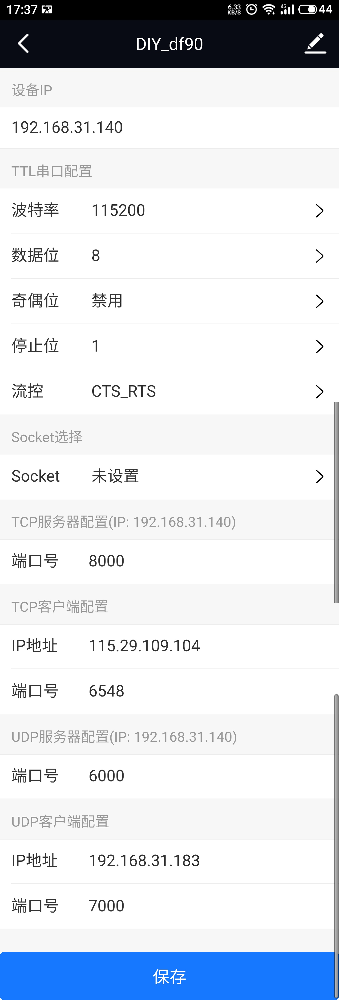 17:37 6.33 KB/S 4G 44
DIY_df90
设备IP
192.168.31.140
TTL串口配置
波特率 115200
数据位 8
奇偶位 禁用
停止位 1
流控 CTS_RTS
Socket选择
Socket 未设置
TCP服务器配置(IP: 192.168.31.140)
端口号 8000
TCP客户端配置
IP地址 115.29.109.104
端口号 6548
UDP服务器配置(IP: 192.168.31.140)
端口号 6000
UDP客户端配置
IP地址 192.168.31.183
端口号 7000
保存